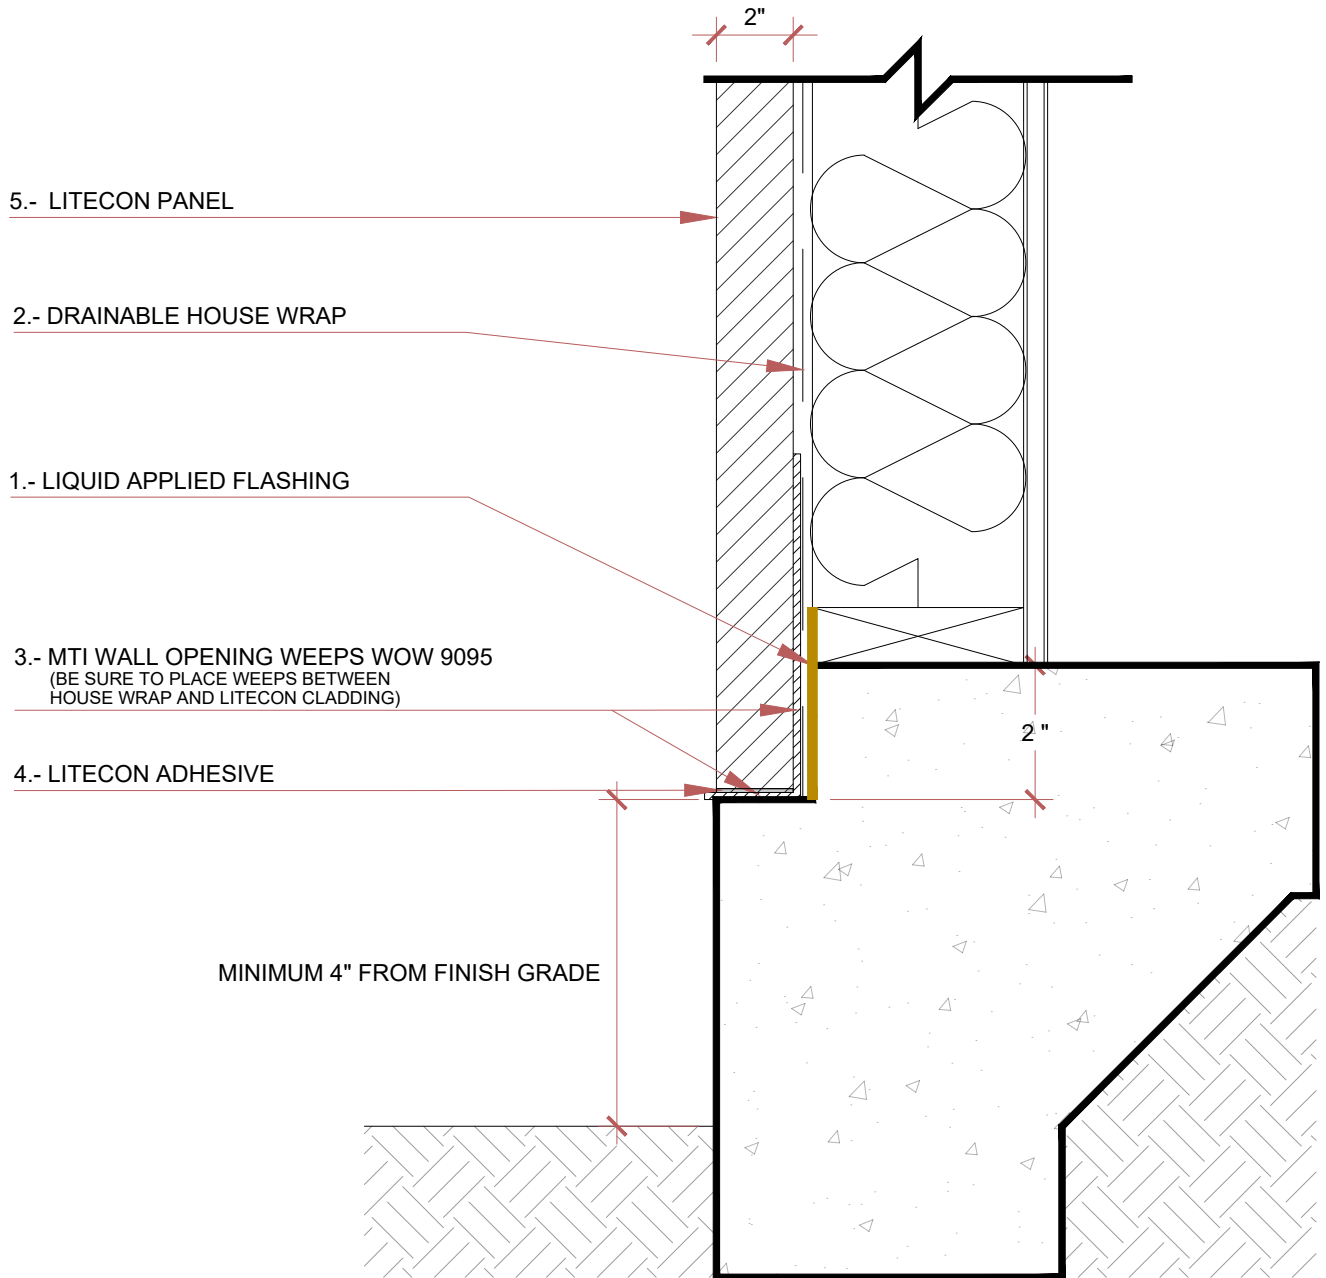 2"
5.- LITECON PANEL
2.- DRAINABLE HOUSE WRAP
1.- LIQUID APPLIED FLASHING
3.- MTI WALL OPENING WEEPS WOW 9095
(BE SURE TO PLACE WEEPS BETWEEN
HOUSE WRAP AND LITECON CLADDING)
2 "
4.- LITECON ADHESIVE
MINIMUM 4" FROM FINISH GRADE